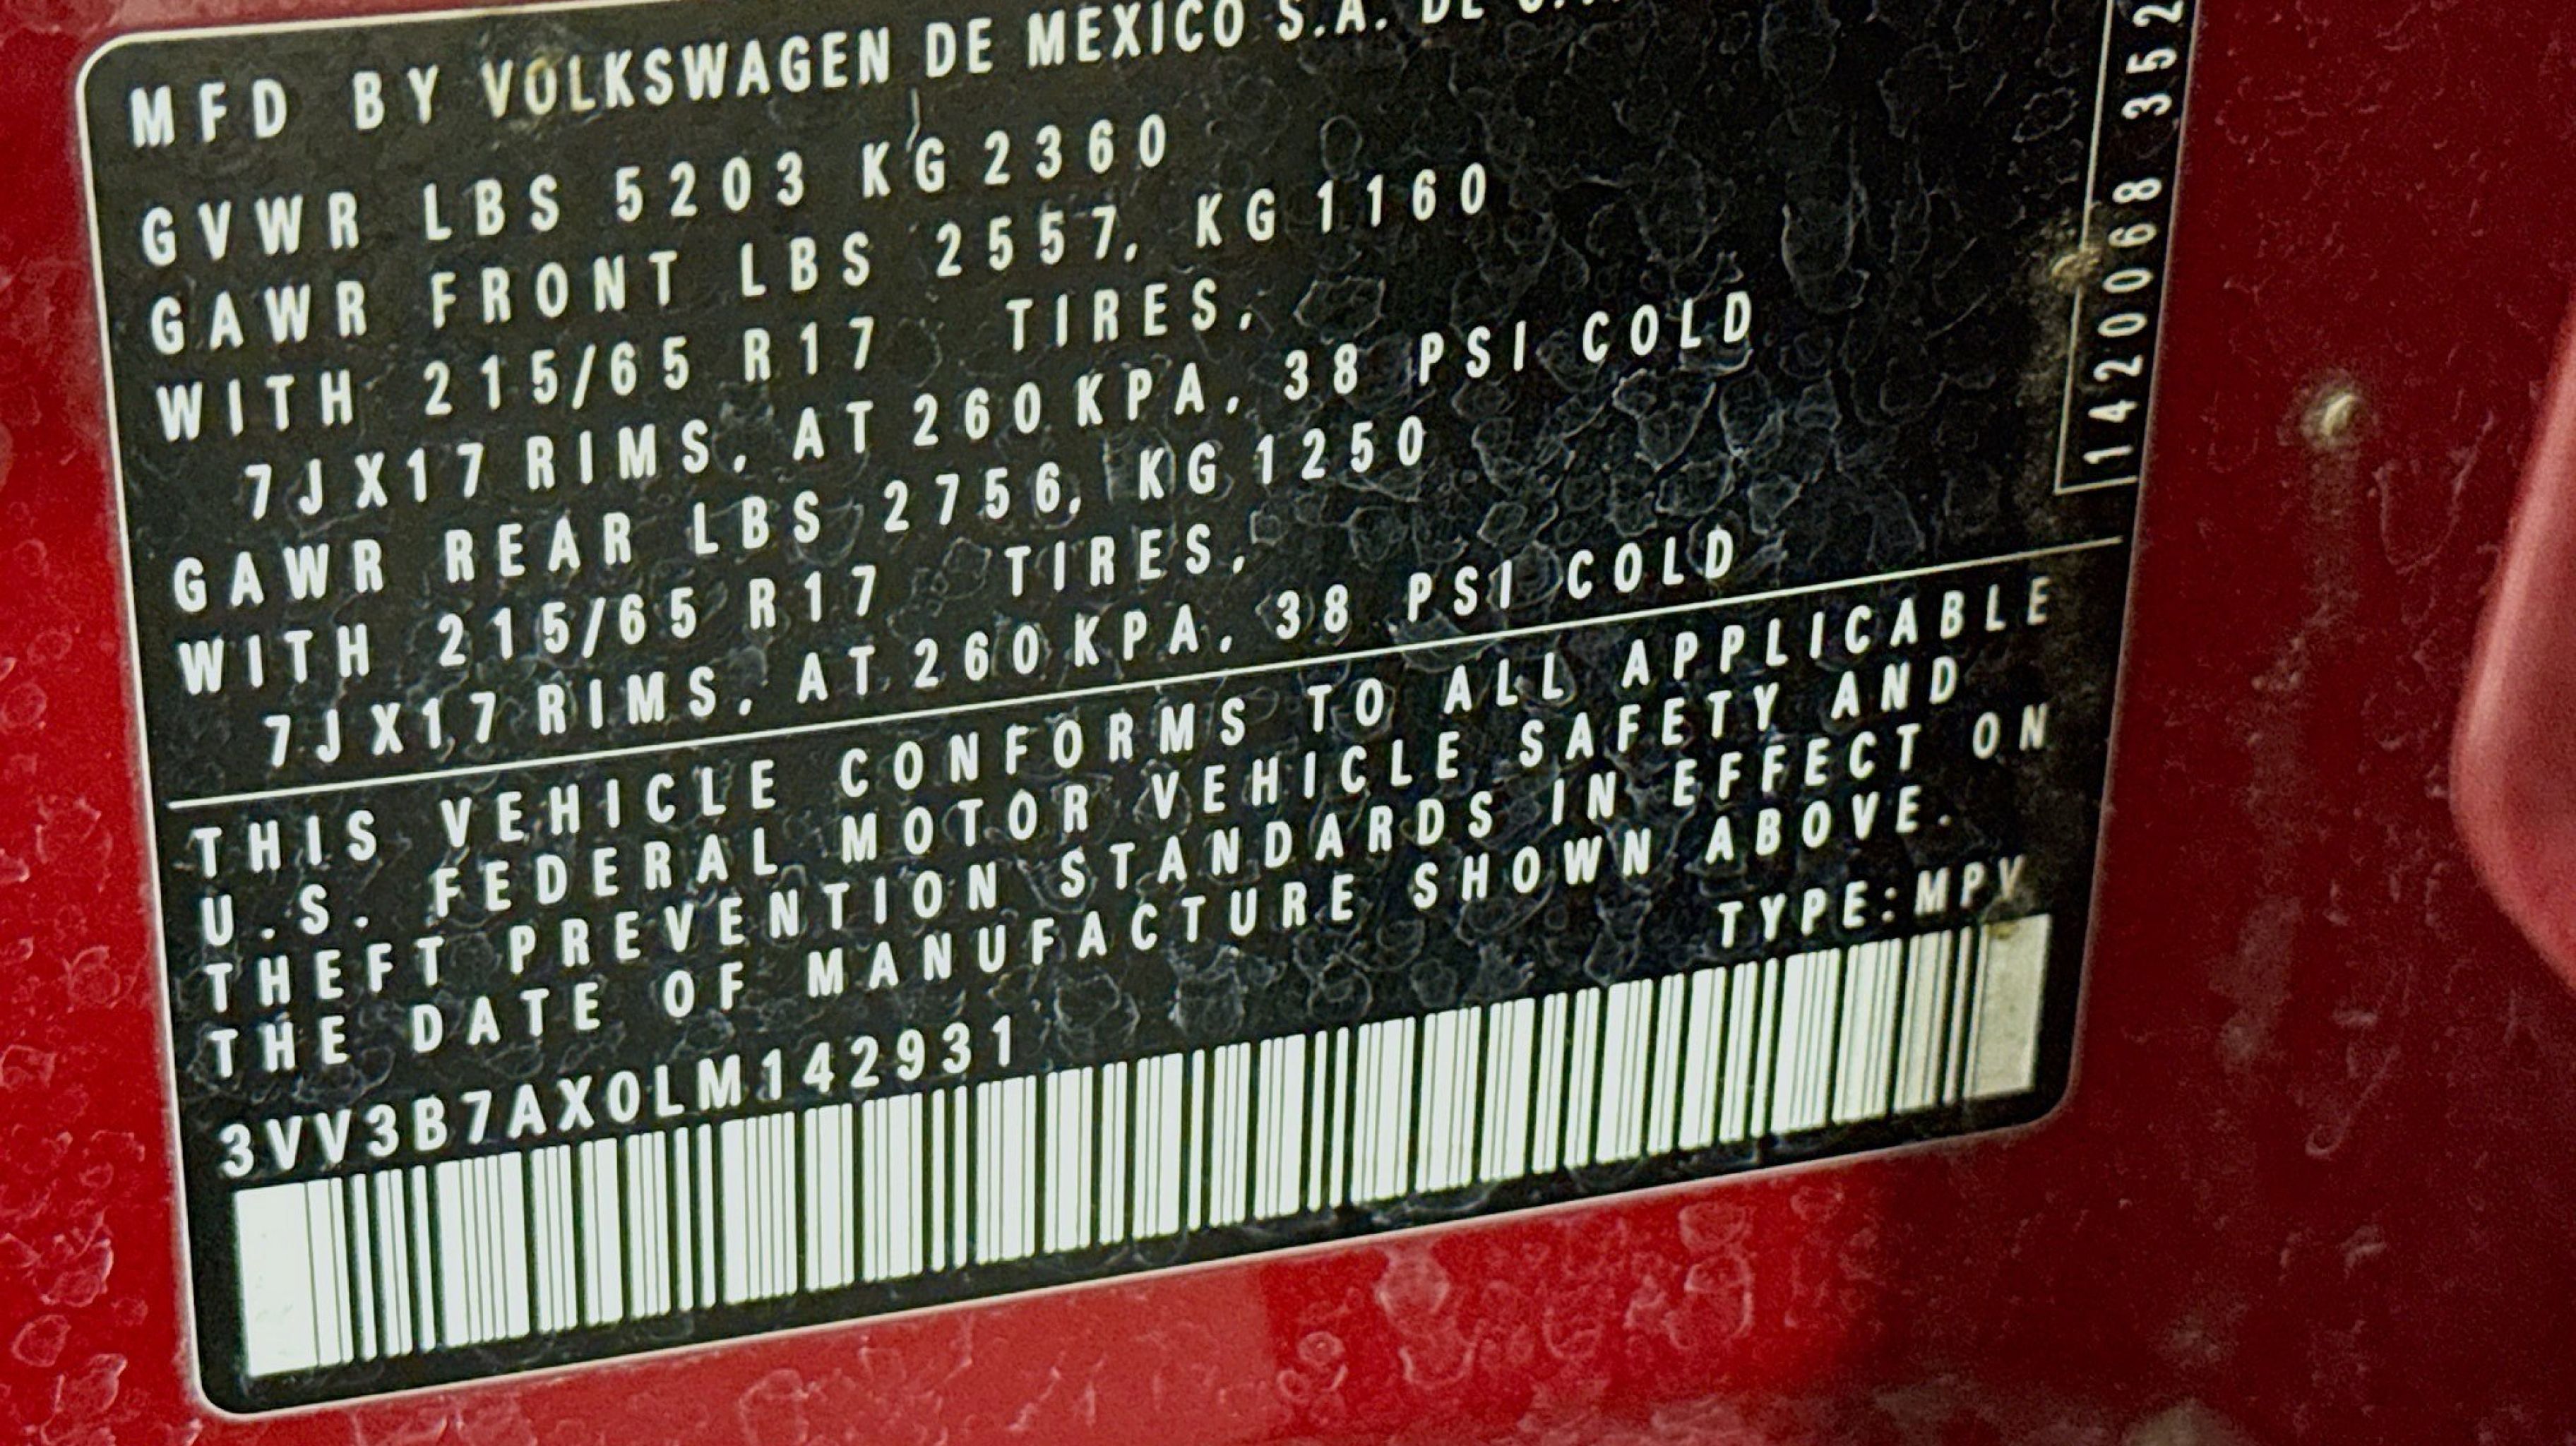 MFD BY VOLKSWAGEN DE MEXICO S.A. DE
GVWR LBS 5203 KG 2360
GAWR FRONT LBS 2557, KG 1160
WITH 215/65 R17 TIRES,
7JX17 RIMS, AT 260 KPA, 38 PSI COLD
GAWR REAR LBS 2756, KG 1250
WITH 215/65 R17 TIRES,
7JX17 RIMS, AT 260 KPA, 38 PSI COLD
THIS VEHICLE CONFORMS TO ALL APPLICABLE
U.S. FEDERAL MOTOR VEHICLE SAFETY AND
THEFT PREVENTION STANDARDS IN EFFECT ON
THE DATE OF MANUFACTURE SHOWN ABOVE.
TYPE: MPV
3VV3B7AX0LM142931
1420068 352